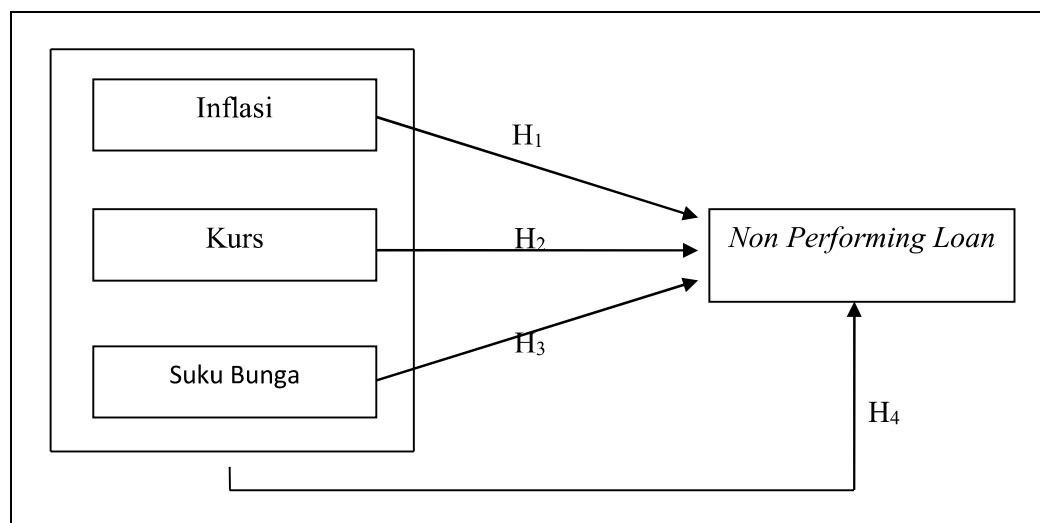 Inflasi
H₁
Kurs
H₂
Non Performing Loan
Suku Bunga
H₃
H₄